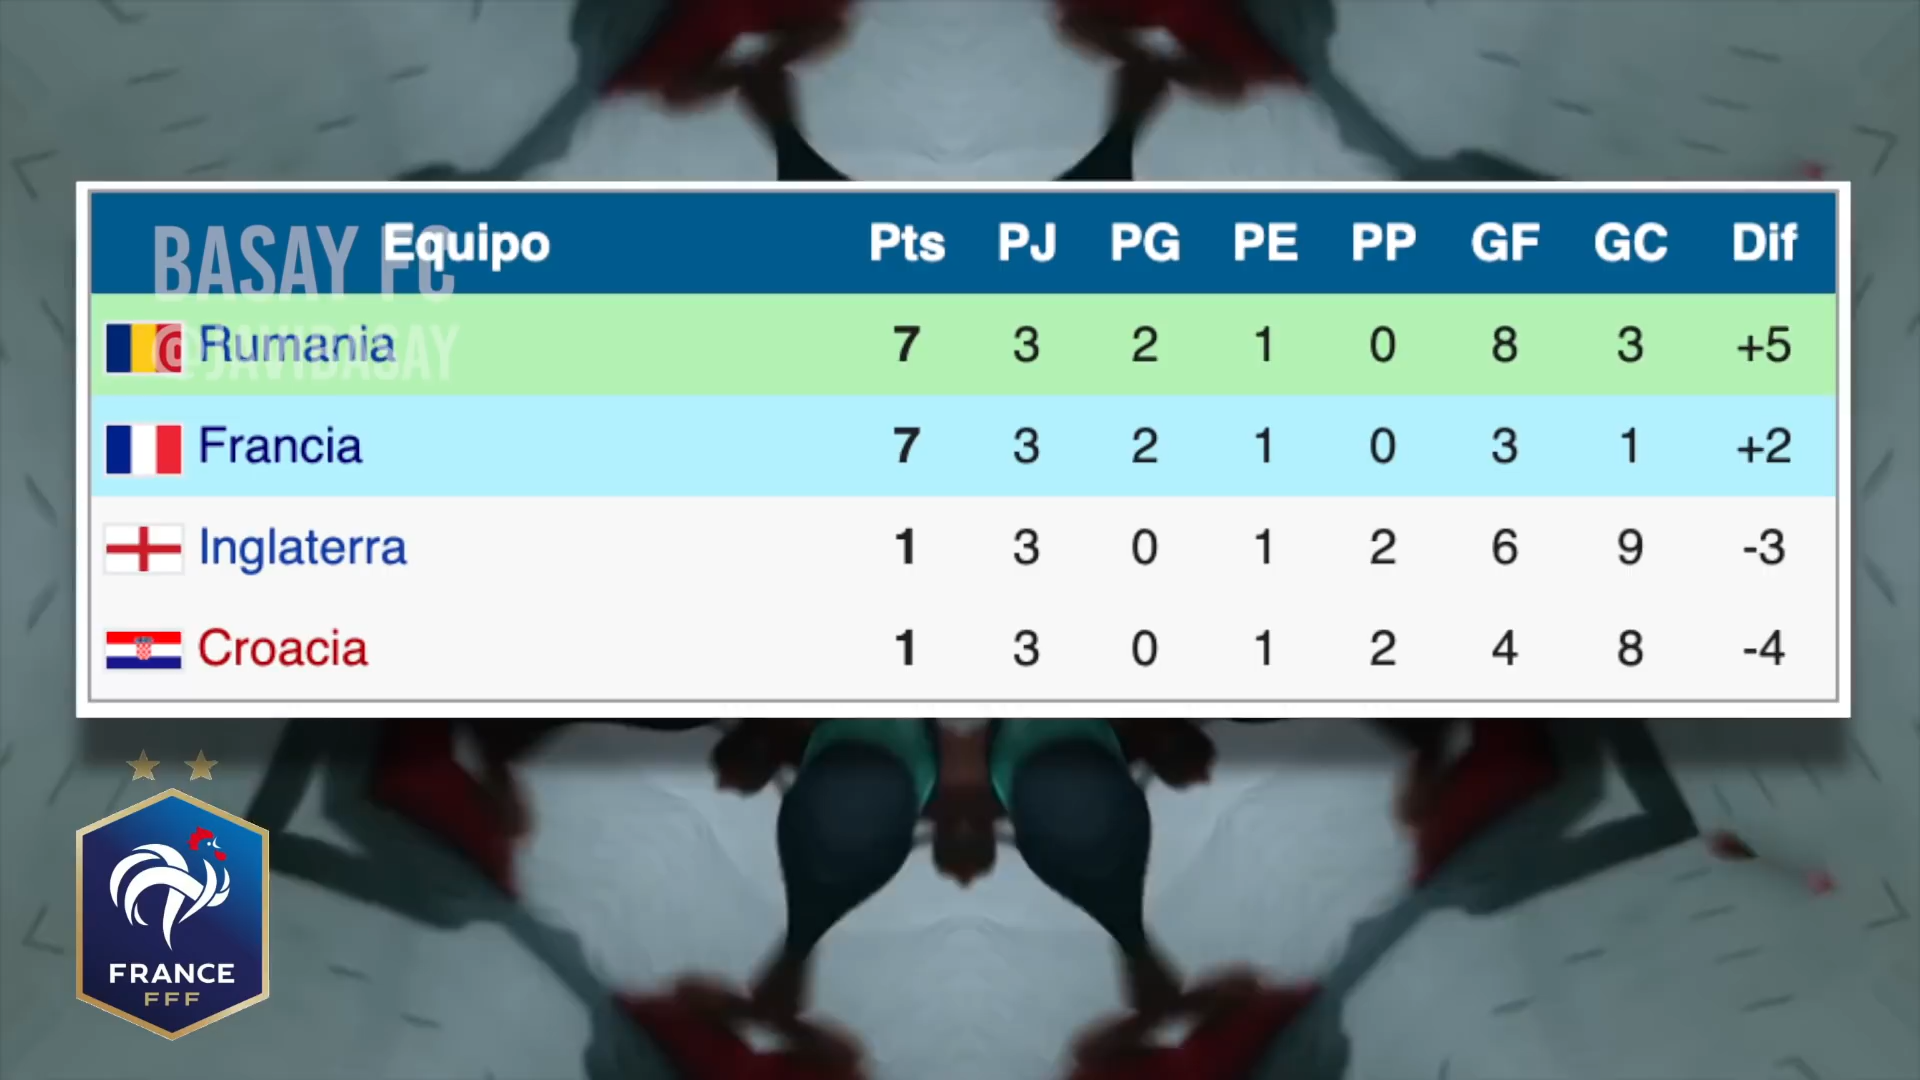 BASAY FC
@JAVIBASAY
Equipo Pts PJ PG PE PP GF GC Dif
Rumania 7 3 2 1 0 8 3 +5
Francia 7 3 2 1 0 3 1 +2
Inglaterra 1 3 0 1 2 6 9 -3
Croacia 1 3 0 1 2 4 8 -4
FRANCE
FFF